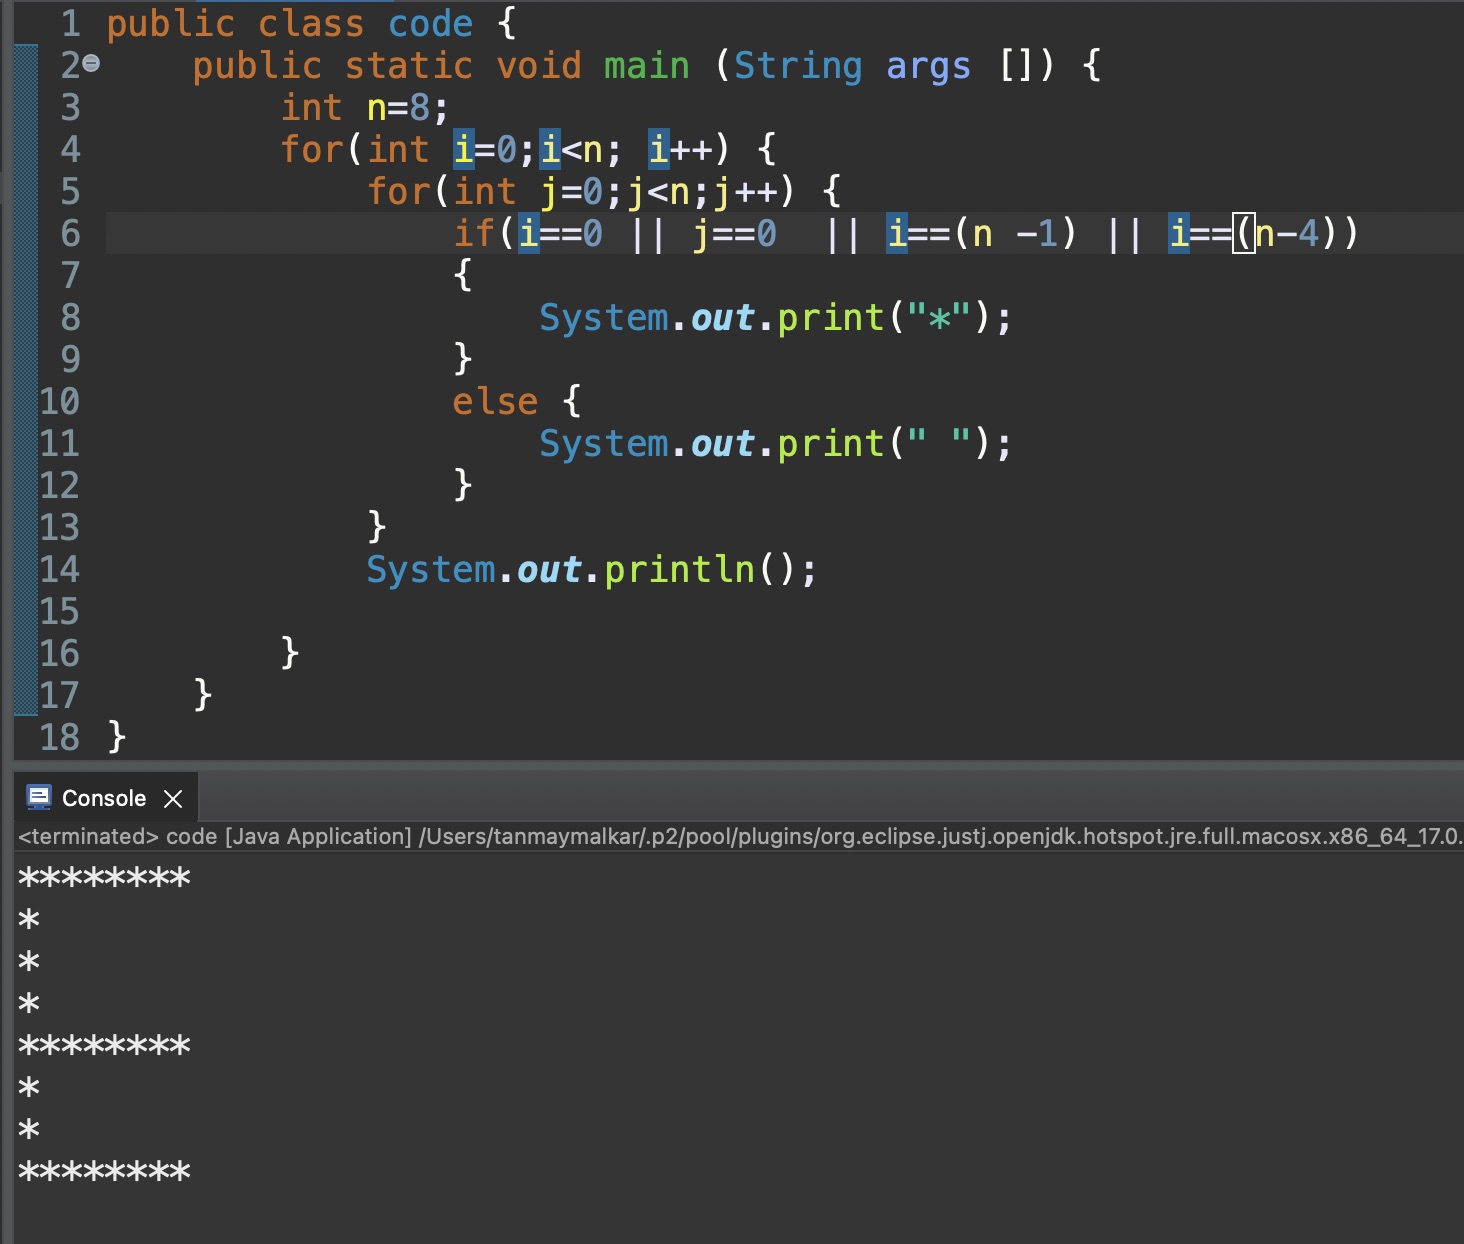 1 public class code {
2 public static void main (String args []) {
3 int n=8;
4 for(int i=0;i<n; i++) {
5 for(int j=0;j<n;j++) {
6 if(i==0 || j==0  || i==(n -1) || i==(n-4))
7 {
8 System.out.print("*");
9 }
10 else {
11 System.out.print(" ");
12 }
13 }
14 System.out.println();
15
16 }
17 }
18 }
Console
<terminated> code [Java Application] /Users/tanmaymalkar/.p2/pool/plugins/org.eclipse.justj.openjdk.hotspot.jre.full.macosx.x86_64_17.0.
********
*
*
*
********
*
*
********